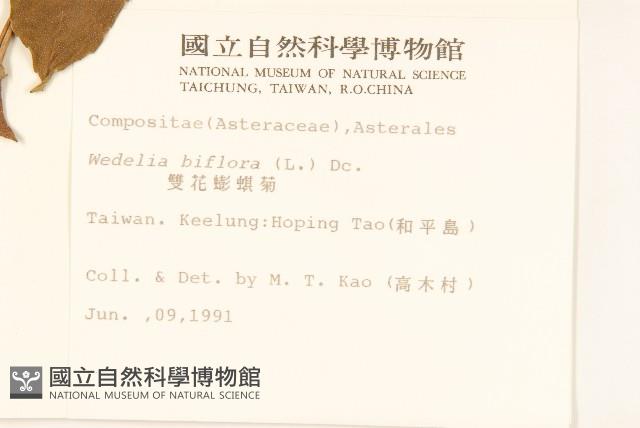 國立自然科學博物館
NATIONAL MUSEUM OF NATURAL SCIENCE
TAICHUNG, TAIWAN, R.O.CHINA
Compositae(Asteraceae),Asterales
Wedelia biflora (L.) Dc.
雙花蟛蜞菊
Taiwan. Keelung:Hoping Tao(和平島)
Coll. & Det. by M. T. Kao (高木村)
Jun. ,09,1991
國立自然科學博物館
NATIONAL MUSEUM OF NATURAL SCIENCE